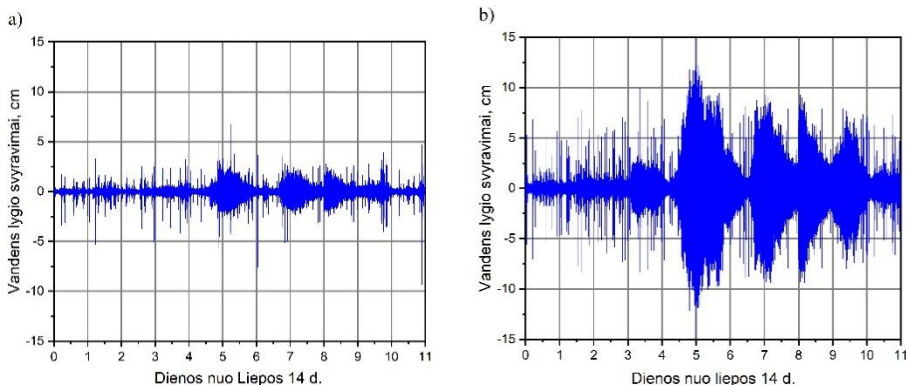 a)
15
10
5
0
-5
-10
-15
Vandens lygio svyravimai, cm
0 1 2 3 4 5 6 7 8 9 10 11
Dienos nuo Liepos 14 d.
b)
15
10
5
0
-5
-10
-15
Vandens lygio svyravimai, cm
0 1 2 3 4 5 6 7 8 9 10 11
Dienos nuo liepos 14 d.